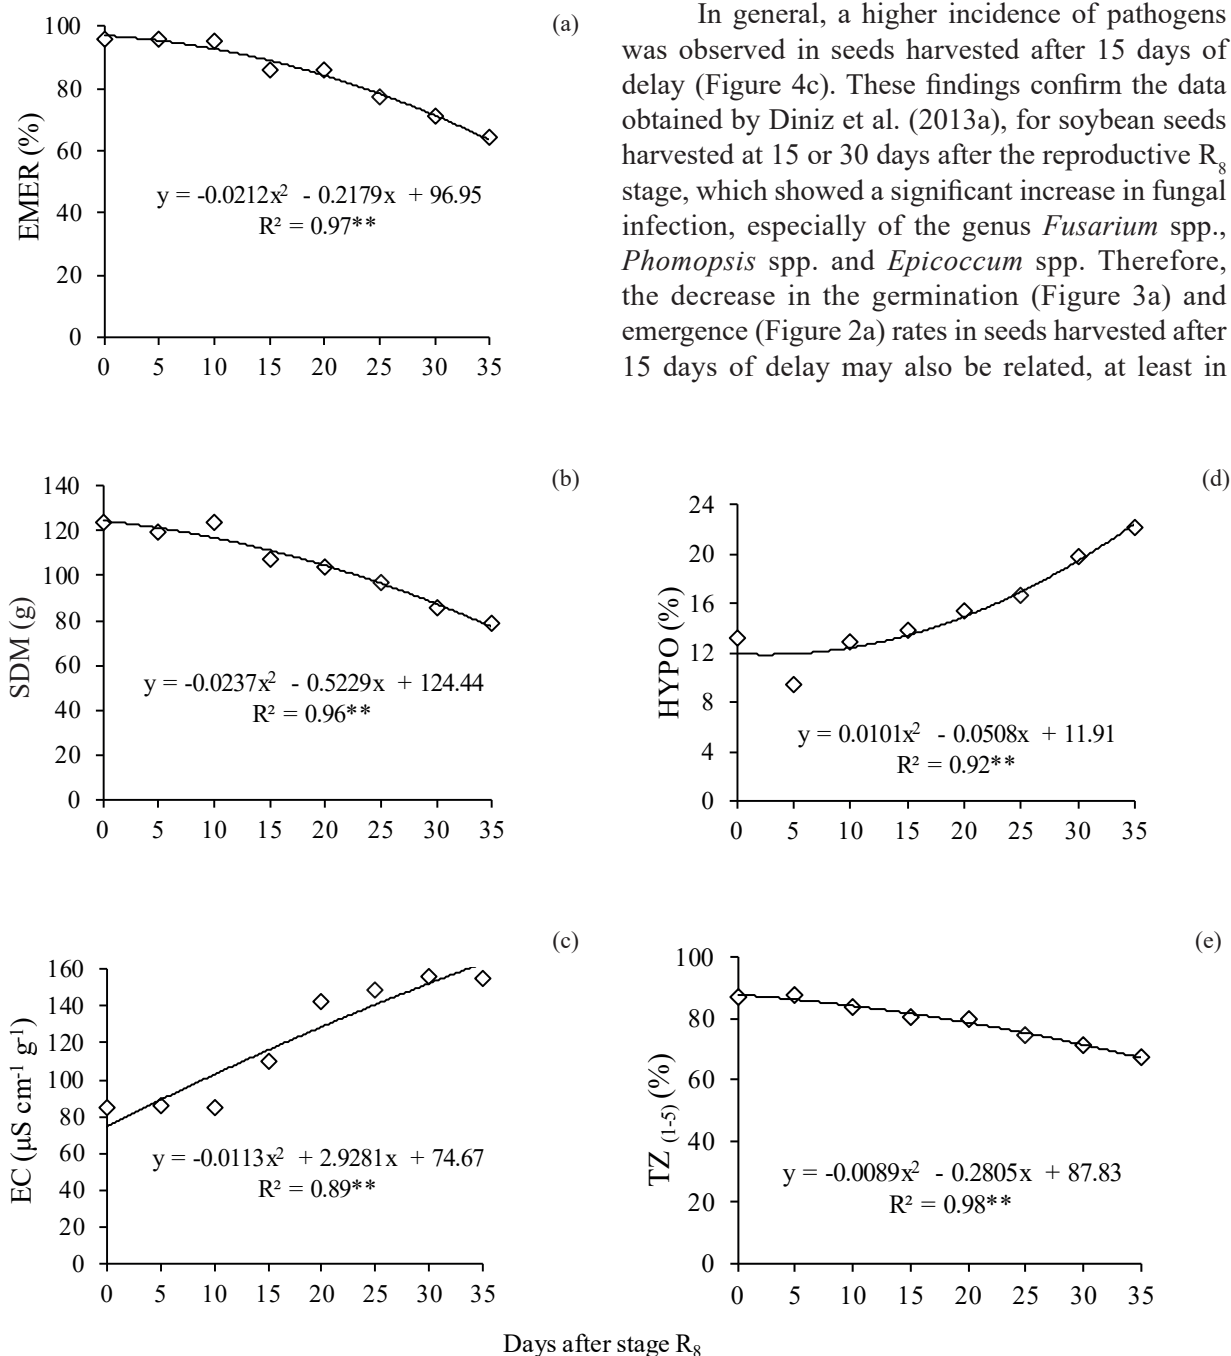 (a)
100
80
60
40
20
0
EMER (%)
y = -0.0212x² - 0.2179x + 96.95
R² = 0.97**
0 5 10 15 20 25 30 35
In general, a higher incidence of pathogens
was observed in seeds harvested after 15 days of
delay (Figure 4c). These findings confirm the data
obtained by Diniz et al. (2013a), for soybean seeds
harvested at 15 or 30 days after the reproductive R₈
stage, which showed a significant increase in fungal
infection, especially of the genus Fusarium spp.,
Phomopsis spp. and Epicoccum spp. Therefore,
the decrease in the germination (Figure 3a) and
emergence (Figure 2a) rates in seeds harvested after
15 days of delay may also be related, at least in
(b)
140
120
100
80
60
40
20
0
SDM (g)
y = -0.0237x² - 0.5229x + 124.44
R² = 0.96**
0 5 10 15 20 25 30 35
(d)
24
20
16
12
8
4
0
HYPO (%)
y = 0.0101x² - 0.0508x + 11.91
R² = 0.92**
0 5 10 15 20 25 30 35
(c)
160
140
120
100
80
60
40
20
0
EC (µS cm⁻¹ g⁻¹)
y = -0.0113x² + 2.9281x + 74.67
R² = 0.89**
0 5 10 15 20 25 30 35
(e)
100
80
60
40
20
0
TZ (1-5) (%)
y = -0.0089x² - 0.2805x + 87.83
R² = 0.98**
0 5 10 15 20 25 30 35
Days after stage R₈